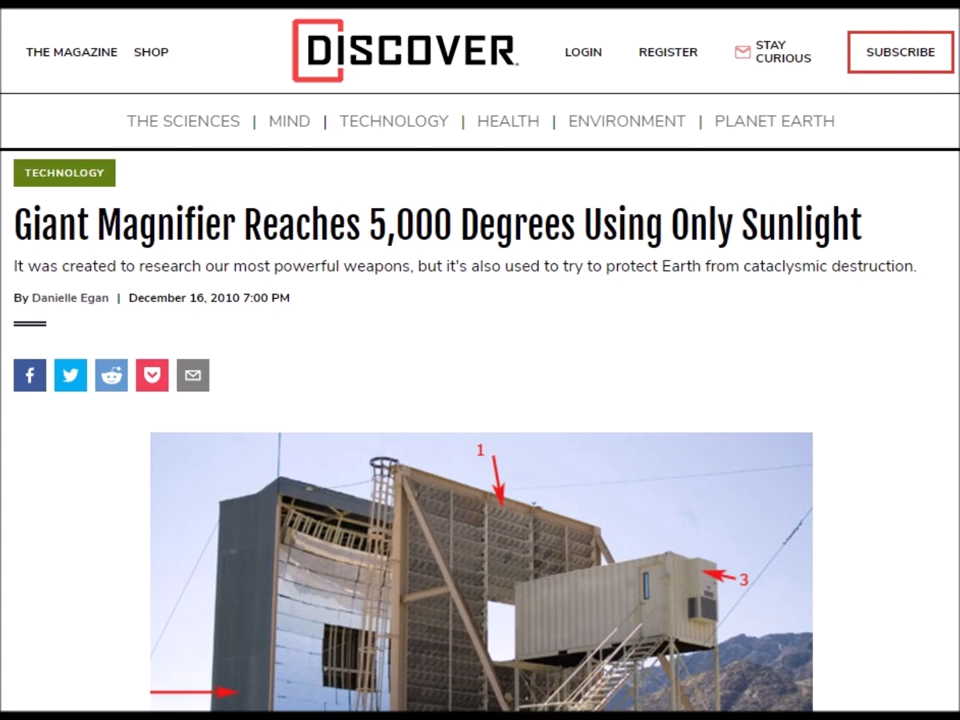 THE MAGAZINE SHOP
DISCOVER.
LOGIN REGISTER
STAY
CURIOUS
SUBSCRIBE
THE SCIENCES | MIND | TECHNOLOGY | HEALTH | ENVIRONMENT | PLANET EARTH
TECHNOLOGY
Giant Magnifier Reaches 5,000 Degrees Using Only Sunlight
It was created to research our most powerful weapons, but it's also used to try to protect Earth from cataclysmic destruction.
By Danielle Egan | December 16, 2010 7:00 PM
1
3